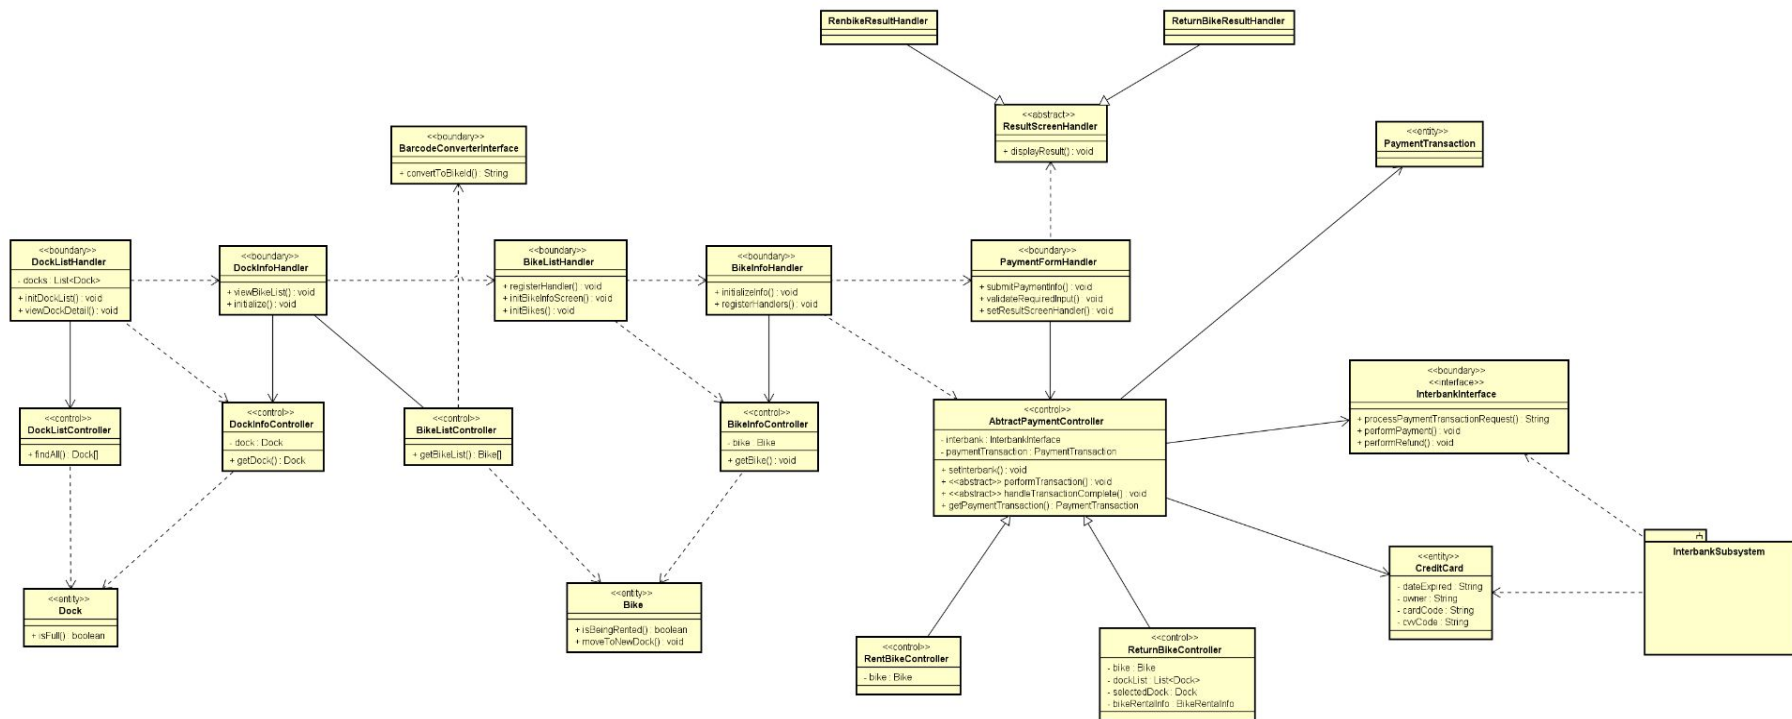 RenbikeResultHandler
ReturnBikeResultHandler
<<abstract>>
ResultScreenHandler
+ displayResult() : void
<<entity>>
PaymentTransaction
<<boundary>>
BarcodeConverterInterface
+ convertToBikeId() : String
<<boundary>>
DockListHandler
- docks : List<Dock>
+ initDockList() : void
+ viewDockDetail() : void
<<boundary>>
DockInfoHandler
+ viewBikeList() : void
+ initialize() : void
<<boundary>>
BikeListHandler
+ registerHandler() : void
+ initBikeInfoScreen() : void
+ initBikes() : void
<<boundary>>
BikeInfoHandler
+ initializeInfo() : void
+ registerHandlers() : void
<<boundary>>
PaymentFormHandler
+ submitPaymentInfo() : void
+ validateRequiredInput() : void
+ setResultScreenHandler() : void
<<boundary>>
<<interface>>
InterbankInterface
+ processPaymentTransactionRequest() : String
+ performPayment() : void
+ performRefund() : void
<<control>>
DockListController
+ findAll() : Dock[]
<<control>>
DockInfoController
- dock : Dock
+ getDock() : Dock
<<control>>
BikeListController
+ getBikeList() : Bike[]
<<control>>
BikeInfoController
- bike : Bike
+ getBike() : void
<<control>>
AbtractPaymentController
- interbank : InterbankInterface
- paymentTransaction : PaymentTransaction
+ setInterbank() : void
+ <<abstract>> performTransaction() : void
+ <<abstract>> handleTransactionComplete() : void
+ getPaymentTransaction() : PaymentTransaction
<<entity>>
Dock
+ isFull() : boolean
<<entity>>
Bike
+ isBeingRented() : boolean
+ moveToNewDock() : void
<<entity>>
CreditCard
- dateExpired : String
- owner : String
- cardCode : String
- cvvCode : String
InterbankSubsystem
<<control>>
RentBikeController
- bike : Bike
<<control>>
ReturnBikeController
- bike : Bike
- dockList : List<Dock>
- selectedDock : Dock
- bikeRentalInfo : BikeRentalInfo